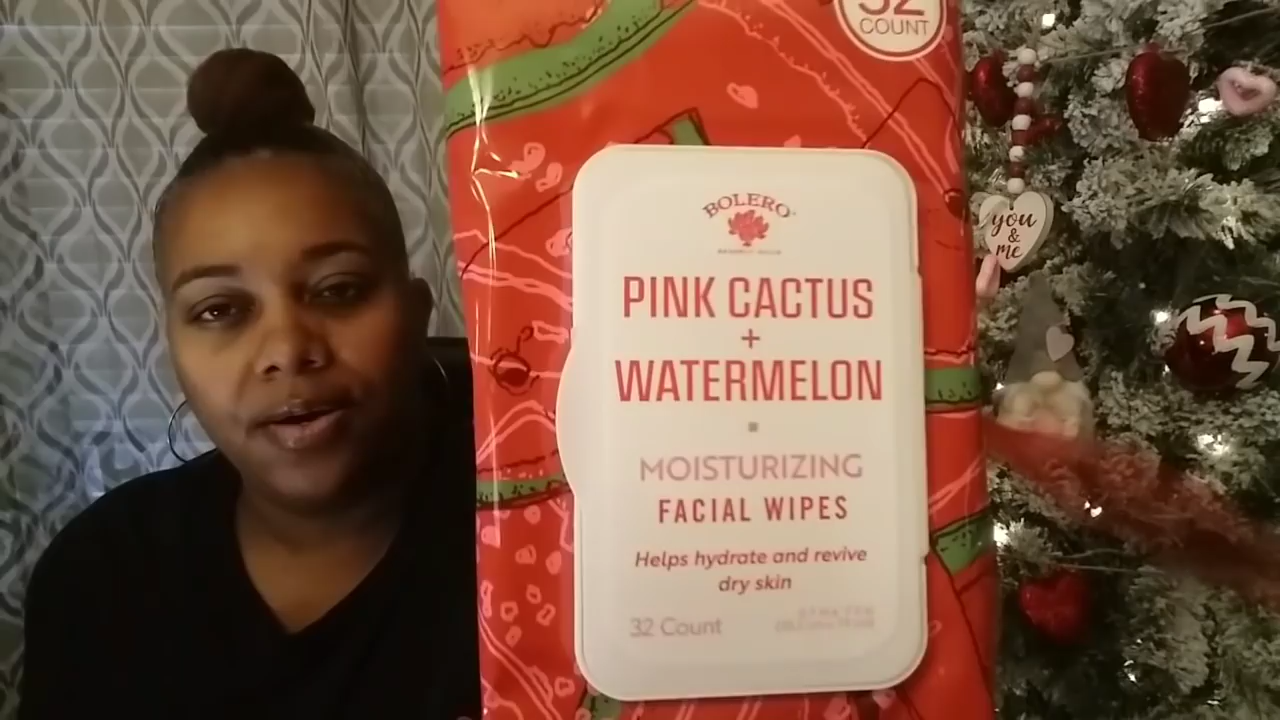 32
COUNT
BOLERO
PINK CACTUS
+
WATERMELON
MOISTURIZING
FACIAL WIPES
Helps hydrate and revive
dry skin
32 Count
you
&
me